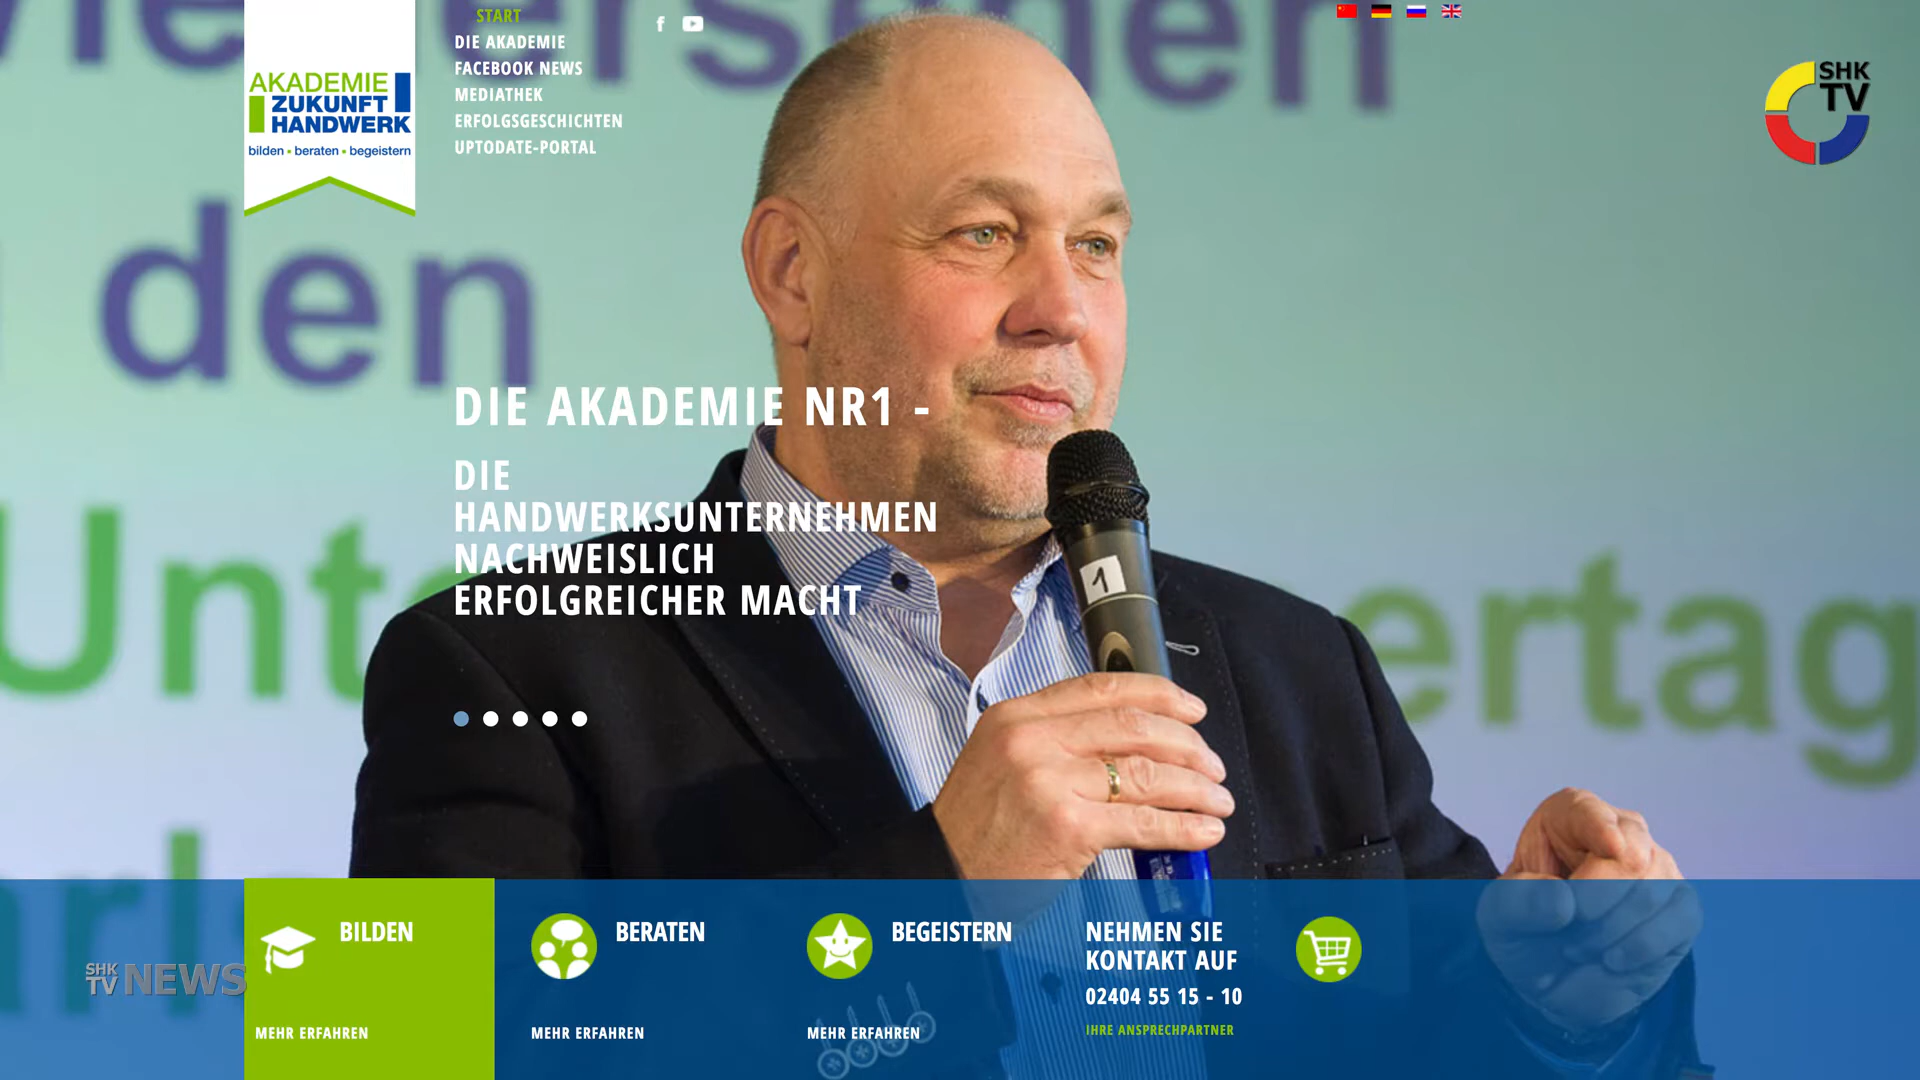 START
DIE AKADEMIE
FACEBOOK NEWS
MEDIATHEK
ERFOLGSGESCHICHTEN
UPTODATE-PORTAL
AKADEMIE
ZUKUNFT
HANDWERK
bilden • beraten • begeistern
SHK
TV
den
DIE AKADEMIE NR1 -
DIE
HANDWERKSUNTERNEHMEN
NACHWEISLICH
ERFOLGREICHER MACHT
1
BILDEN
MEHR ERFAHREN
BERATEN
MEHR ERFAHREN
BEGEISTERN
MEHR ERFAHREN
NEHMEN SIE
KONTAKT AUF
02404 55 15 - 10
IHRE ANSPRECHPARTNER
SHK TV NEWS